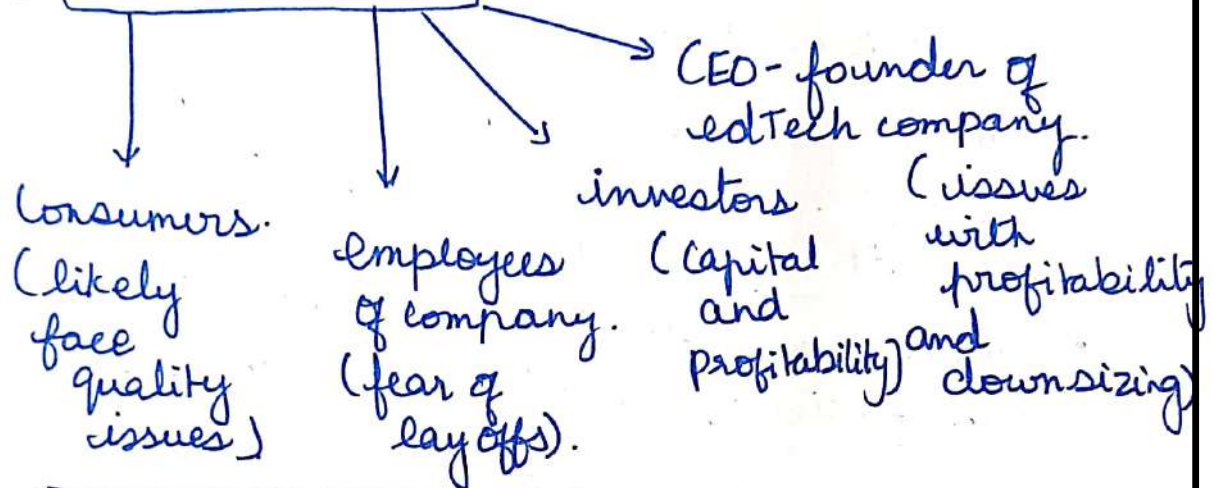 Consumers.
(likely
face
quality
issues)
employees
of company.
(fear of
layoffs).
investors
(capital
and
profitability)
CEO - founder of
edTech company.
(issues
with
profitability
and
downsizing)